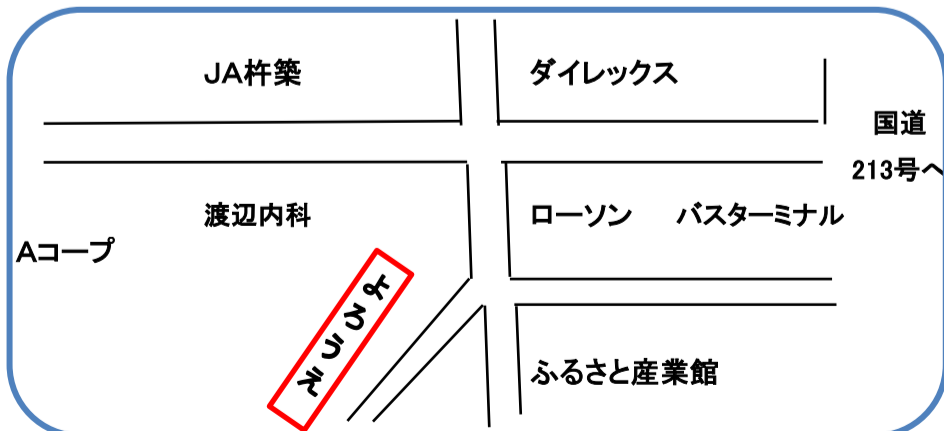 JA杵築
ダイレックス
国道
213号へ
渡辺内科
ローソン
バスターミナル
Aコープ
よろうえ
ふるさと産業館